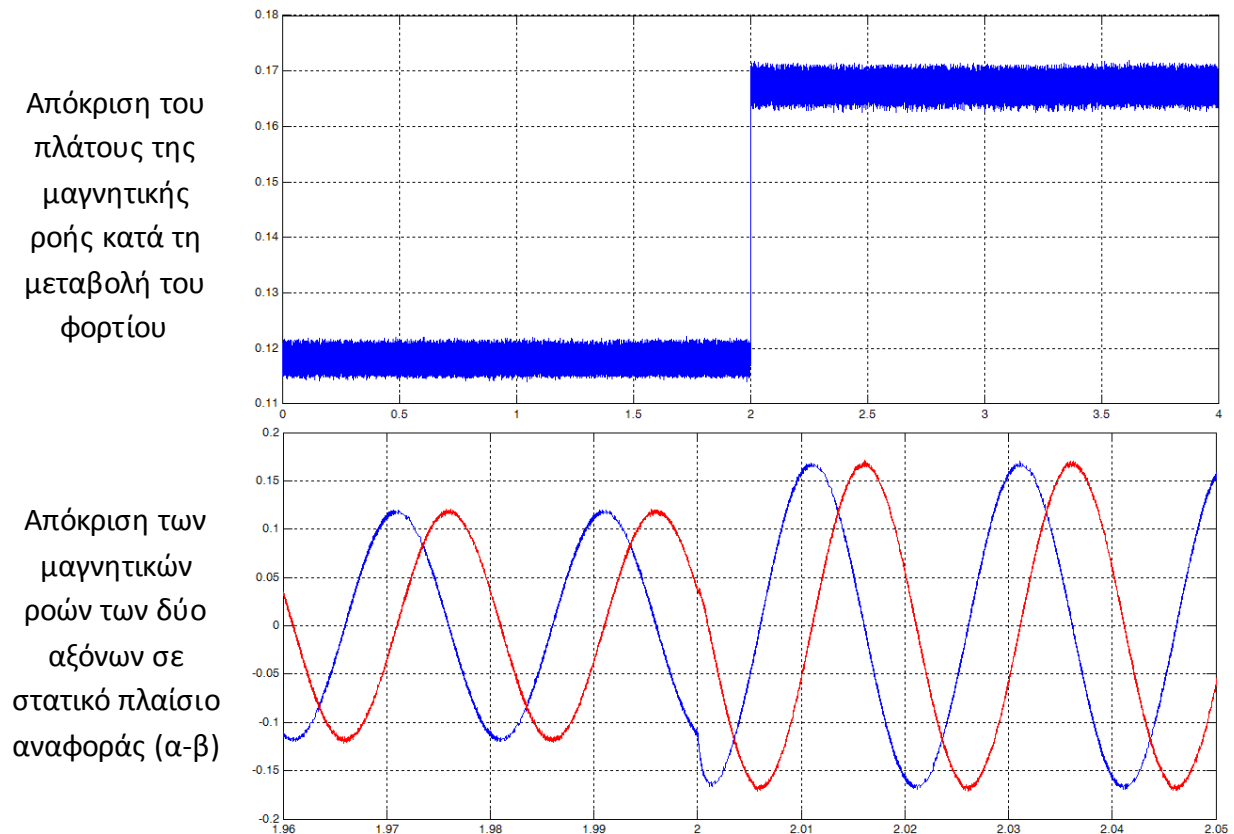 Απόκριση του
πλάτους της
μαγνητικής
ροής κατά τη
μεταβολή του
φορτίου
0.18
0.17
0.16
0.15
0.14
0.13
0.12
0.11
0 0.5 1 1.5 2 2.5 3 3.5 4
Απόκριση των
μαγνητικών
ροών των δύο
αξόνων σε
στατικό πλαίσιο
αναφοράς (α-β)
0.2
0.15
0.1
0.05
0
-0.05
-0.1
-0.15
-0.2
1.96 1.97 1.98 1.99 2 2.01 2.02 2.03 2.04 2.05